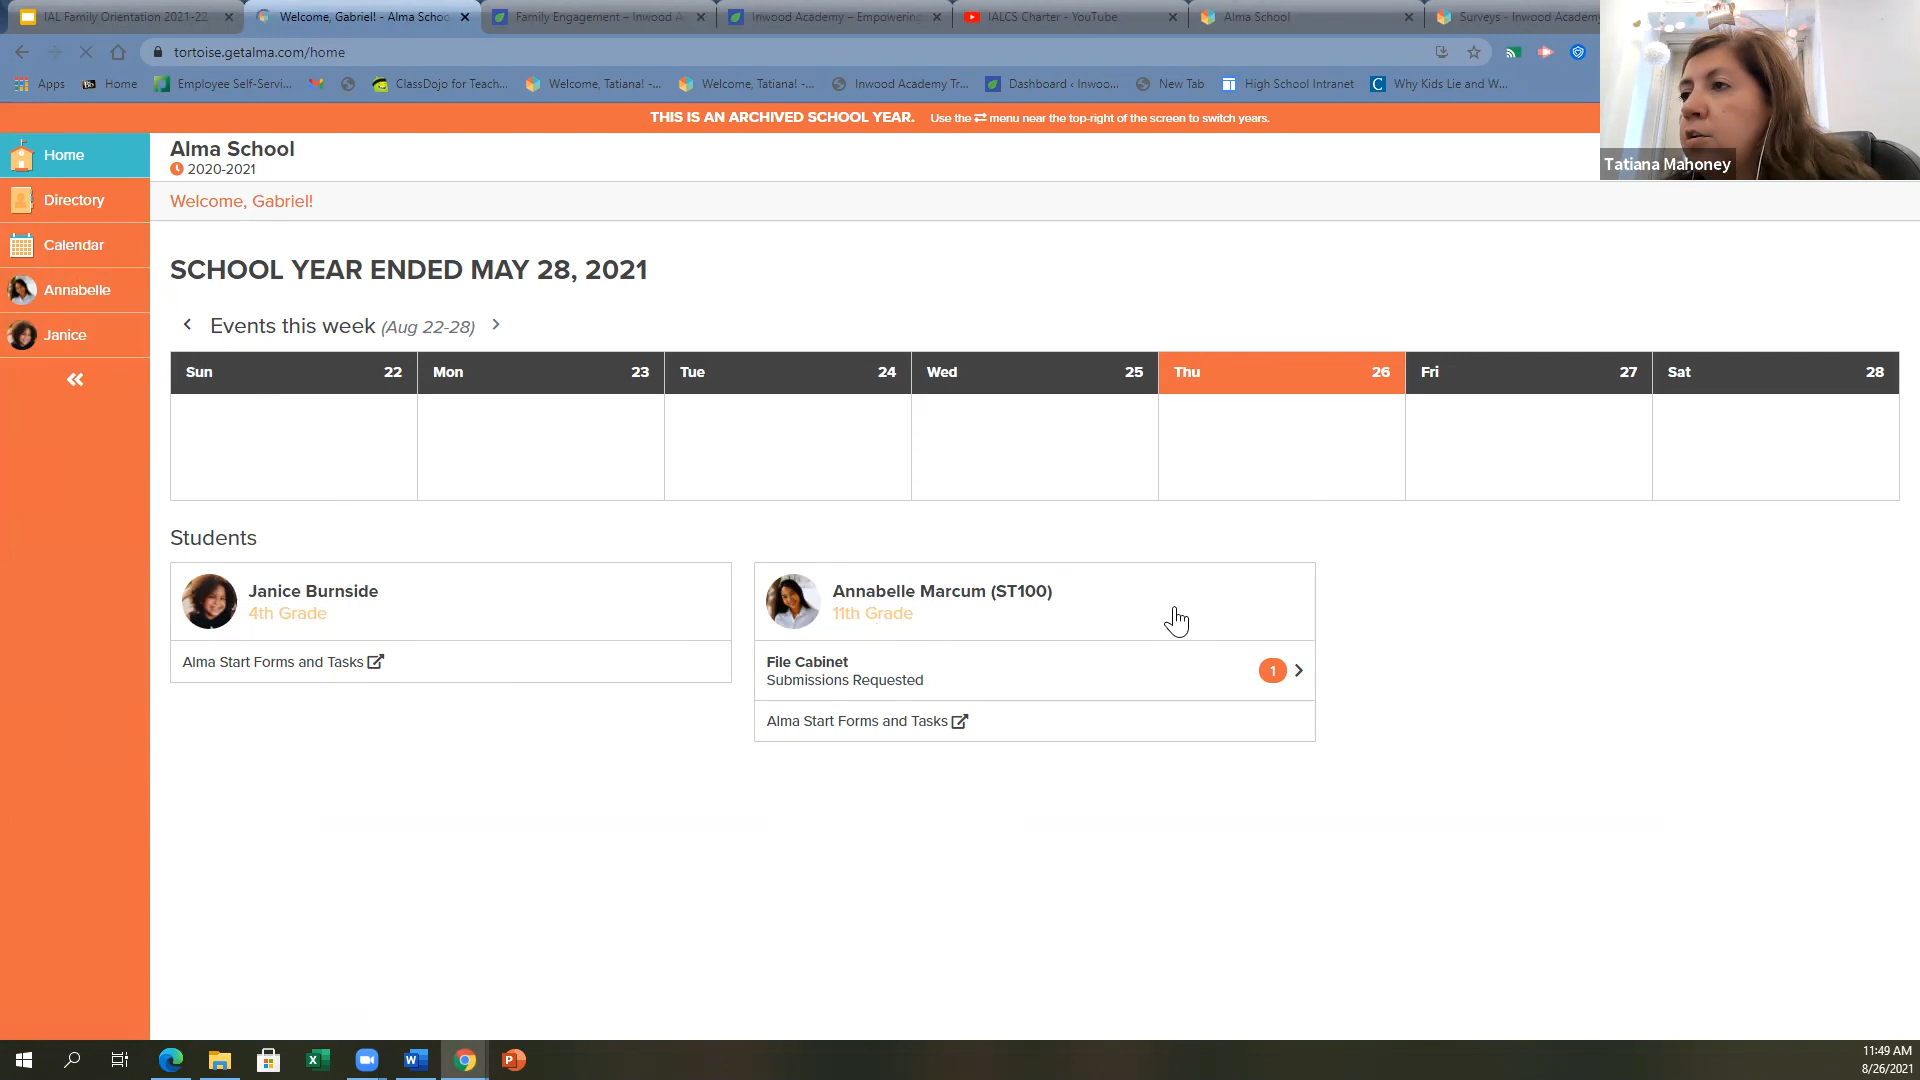 IAL Family Orientation 2021-22
Welcome, Gabriel! - Alma Schoo
Family Engagement – Inwood A
Inwood Academy – Empowering
IALCS Charter - YouTube
Alma School
Surveys - Inwood Academy
tortoise.getalma.com/home
Apps
Home
Employee Self-Servi...
ClassDojo for Teach...
Welcome, Tatiana! -...
Welcome, Tatiana! -...
Inwood Academy Tr...
Dashboard ‹ Inwoo...
New Tab
High School Intranet
Why Kids Lie and W...
THIS IS AN ARCHIVED SCHOOL YEAR. Use the ⇄ menu near the top-right of the screen to switch years.
Tatiana Mahoney
Home
Directory
Calendar
Annabelle
Janice
Alma School
2020-2021
Welcome, Gabriel!
SCHOOL YEAR ENDED MAY 28, 2021
Events this week (Aug 22-28)
Sun 22
Mon 23
Tue 24
Wed 25
Thu 26
Fri 27
Sat 28
Students
Janice Burnside
4th Grade
Alma Start Forms and Tasks
Annabelle Marcum (ST100)
11th Grade
File Cabinet
Submissions Requested
1
Alma Start Forms and Tasks
11:49 AM
8/26/2021